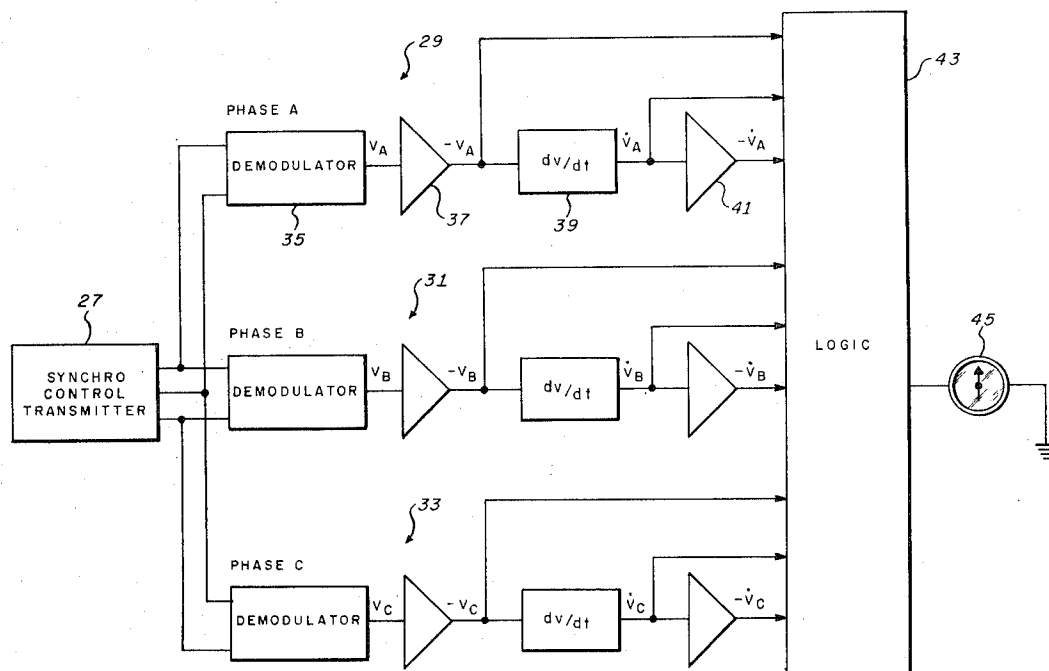 29
43
PHASE A
DEMODULATOR
V_A
-V_A
dv/dt
V̇_A
-V̇_A
35
37
39
41
27
31
45
PHASE B
SYNCHRO
CONTROL
TRANSMITTER
DEMODULATOR
V_B
-V_B
dv/dt
V̇_B
-V̇_B
LOGIC
33
PHASE C
DEMODULATOR
V_C
-V_C
dv/dt
V̇_C
-V̇_C